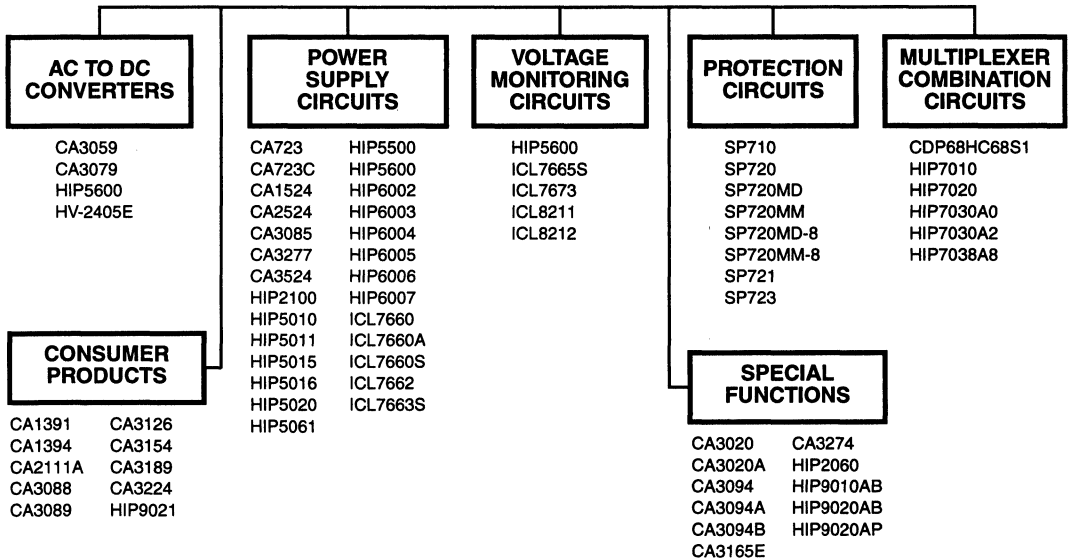 AC TO DC
CONVERTERS
CA3059
CA3079
HIP5600
HV-2405E
POWER
SUPPLY
CIRCUITS
CA723
CA723C
CA1524
CA2524
CA3085
CA3277
CA3524
HIP2100
HIP5010
HIP5011
HIP5015
HIP5016
HIP5020
HIP5061
HIP5500
HIP5600
HIP6002
HIP6003
HIP6004
HIP6005
HIP6006
HIP6007
ICL7660
ICL7660A
ICL7660S
ICL7662
ICL7663S
VOLTAGE
MONITORING
CIRCUITS
HIP5600
ICL7665S
ICL7673
ICL8211
ICL8212
PROTECTION
CIRCUITS
SP710
SP720
SP720MD
SP720MM
SP720MD-8
SP720MM-8
SP721
SP723
MULTIPLEXER
COMBINATION
CIRCUITS
CDP68HC68S1
HIP7010
HIP7020
HIP7030A0
HIP7030A2
HIP7038A8
CONSUMER
PRODUCTS
CA1391
CA1394
CA2111A
CA3088
CA3089
CA3126
CA3154
CA3189
CA3224
HIP9021
SPECIAL
FUNCTIONS
CA3020
CA3020A
CA3094
CA3094A
CA3094B
CA3165E
CA3274
HIP2060
HIP9010AB
HIP9020AB
HIP9020AP